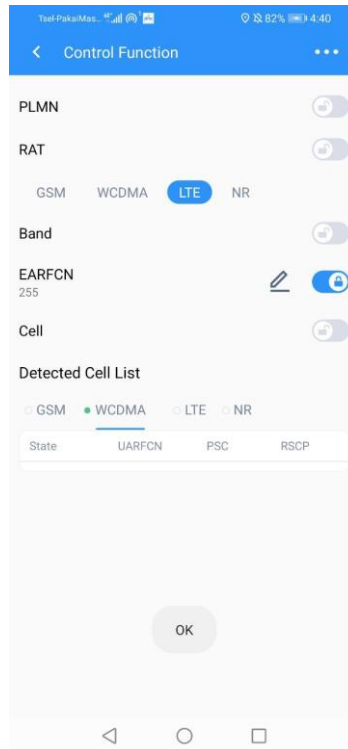 Tsel-PakaiMas... 82% 4:40
Control Function
PLMN
RAT
GSM WCDMA LTE NR
Band
EARFCN
255
Cell
Detected Cell List
GSM WCDMA LTE NR
State UARFCN PSC RSCP
OK